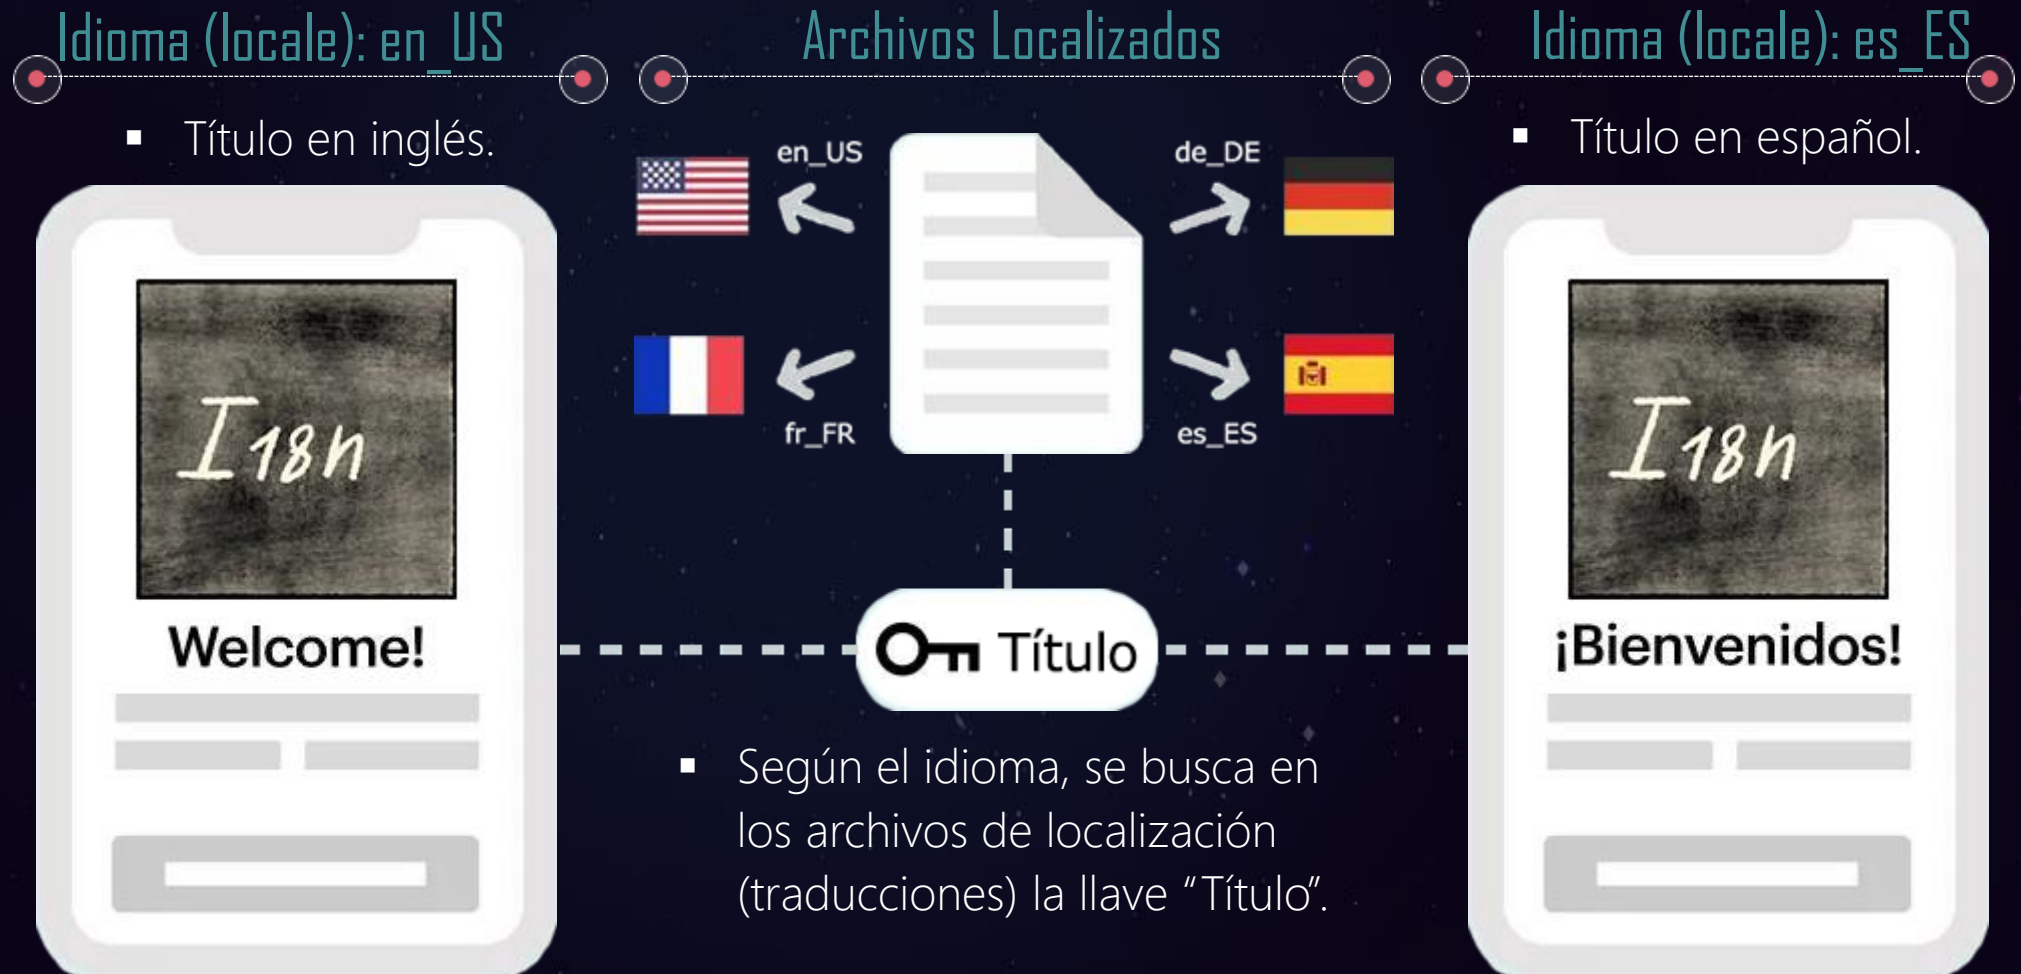 Idioma (locale): en_US
▪ Título en inglés.
I18n
Welcome!
Archivos Localizados
en_US
de_DE
fr_FR
es_ES
Título
▪ Según el idioma, se busca en
los archivos de localización
(traducciones) la llave “Título”.
Idioma (locale): es_ES
▪ Título en español.
I18n
¡Bienvenidos!